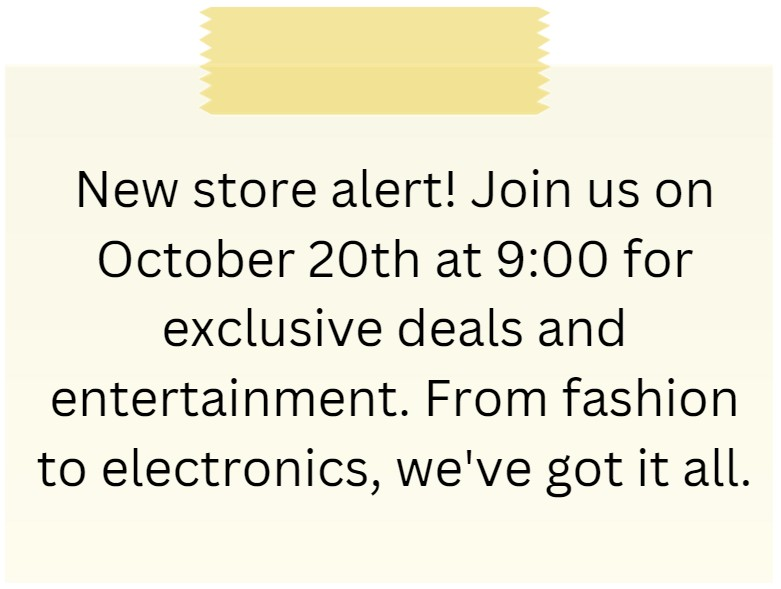 New store alert! Join us on
October 20th at 9:00 for
exclusive deals and
entertainment. From fashion
to electronics, we've got it all.